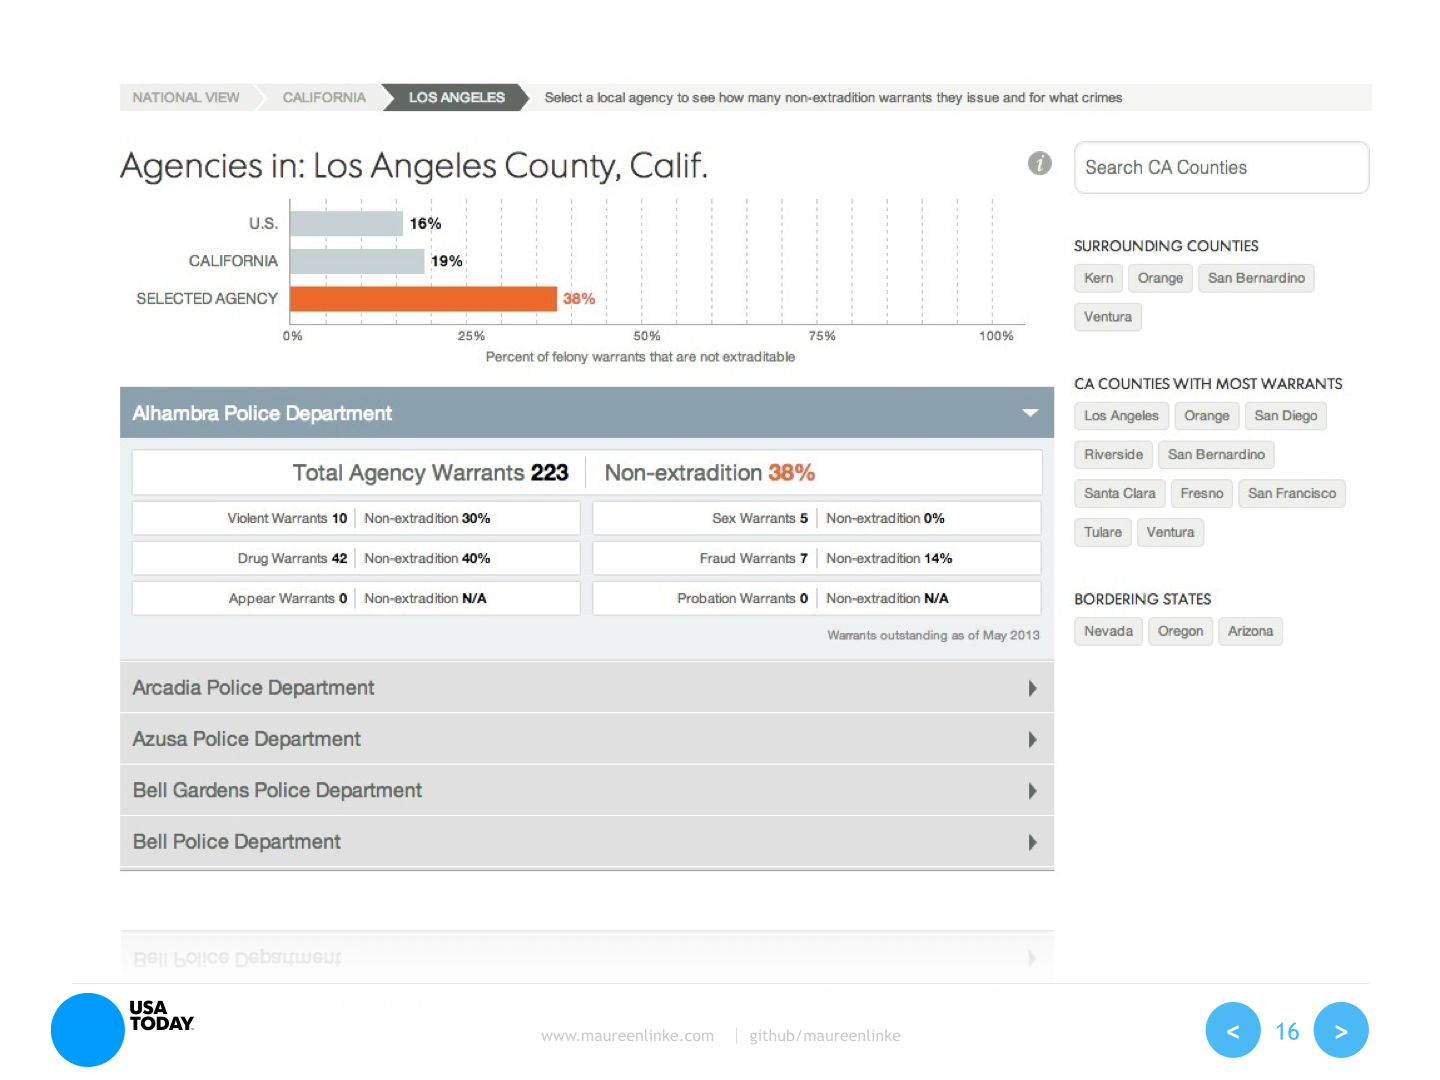 NATIONAL VIEW CALIFORNIA LOS ANGELES Select a local agency to see how many non-extradition warrants they issue and for what crimes
Agencies in: Los Angeles County, Calif.
i
Search CA Counties
U.S. 16%
CALIFORNIA 19%
SELECTED AGENCY 38%
0% 25% 50% 75% 100%
Percent of felony warrants that are not extraditable
SURROUNDING COUNTIES
Kern Orange San Bernardino
Ventura
CA COUNTIES WITH MOST WARRANTS
Los Angeles Orange San Diego
Riverside San Bernardino
Santa Clara Fresno San Francisco
Tulare Ventura
BORDERING STATES
Nevada Oregon Arizona
Alhambra Police Department
Total Agency Warrants 223 Non-extradition 38%
Violent Warrants 10 Non-extradition 30% Sex Warrants 5 Non-extradition 0%
Drug Warrants 42 Non-extradition 40% Fraud Warrants 7 Non-extradition 14%
Appear Warrants 0 Non-extradition N/A Probation Warrants 0 Non-extradition N/A
Warrants outstanding as of May 2013
Arcadia Police Department
Azusa Police Department
Bell Gardens Police Department
Bell Police Department
Bell Police Department
USA
TODAY
www.maureenlinke.com | github/maureenlinke
< 16 >